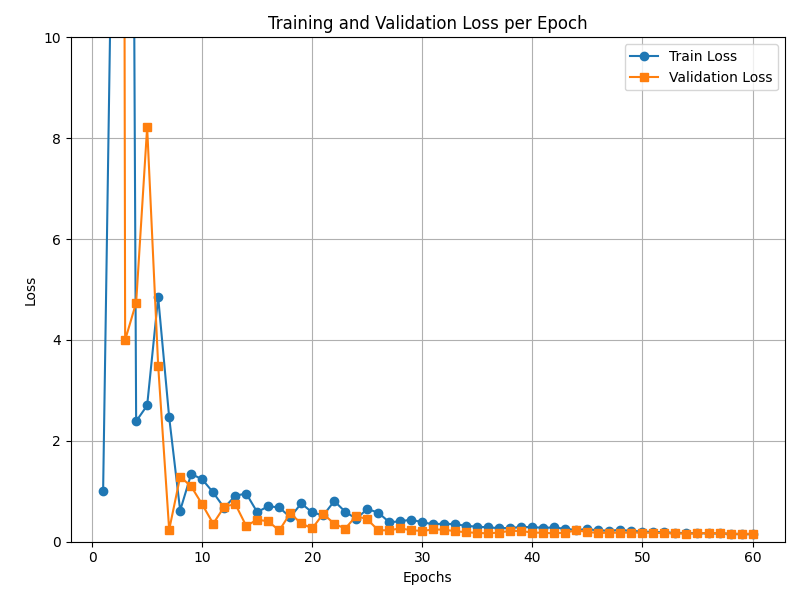 Training and Validation Loss per Epoch
Train Loss
Validation Loss
Loss
10
8
6
4
2
0
0 10 20 30 40 50 60
Epochs